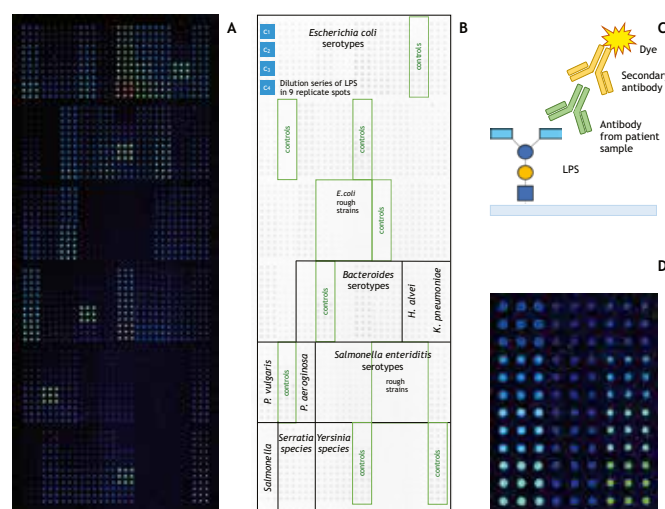 A
B
C
D
C1
C2
C3
C4
Escherichia coli
serotypes
controls
Dilution series of LPS
in 9 replicate spots
controls
controls
E.coli
rough
strains
controls
Bacteroides
serotypes
controls
H. alvei
K. pneumoniae
P. vulgaris
controls
P. aeroginosa
Salmonella enteriditis
serotypes
rough
strains
Salmonella
Serratia
species
Yersinia
species
controls
controls
Dye
Secondary
antibody
Antibody
from patient
sample
LPS